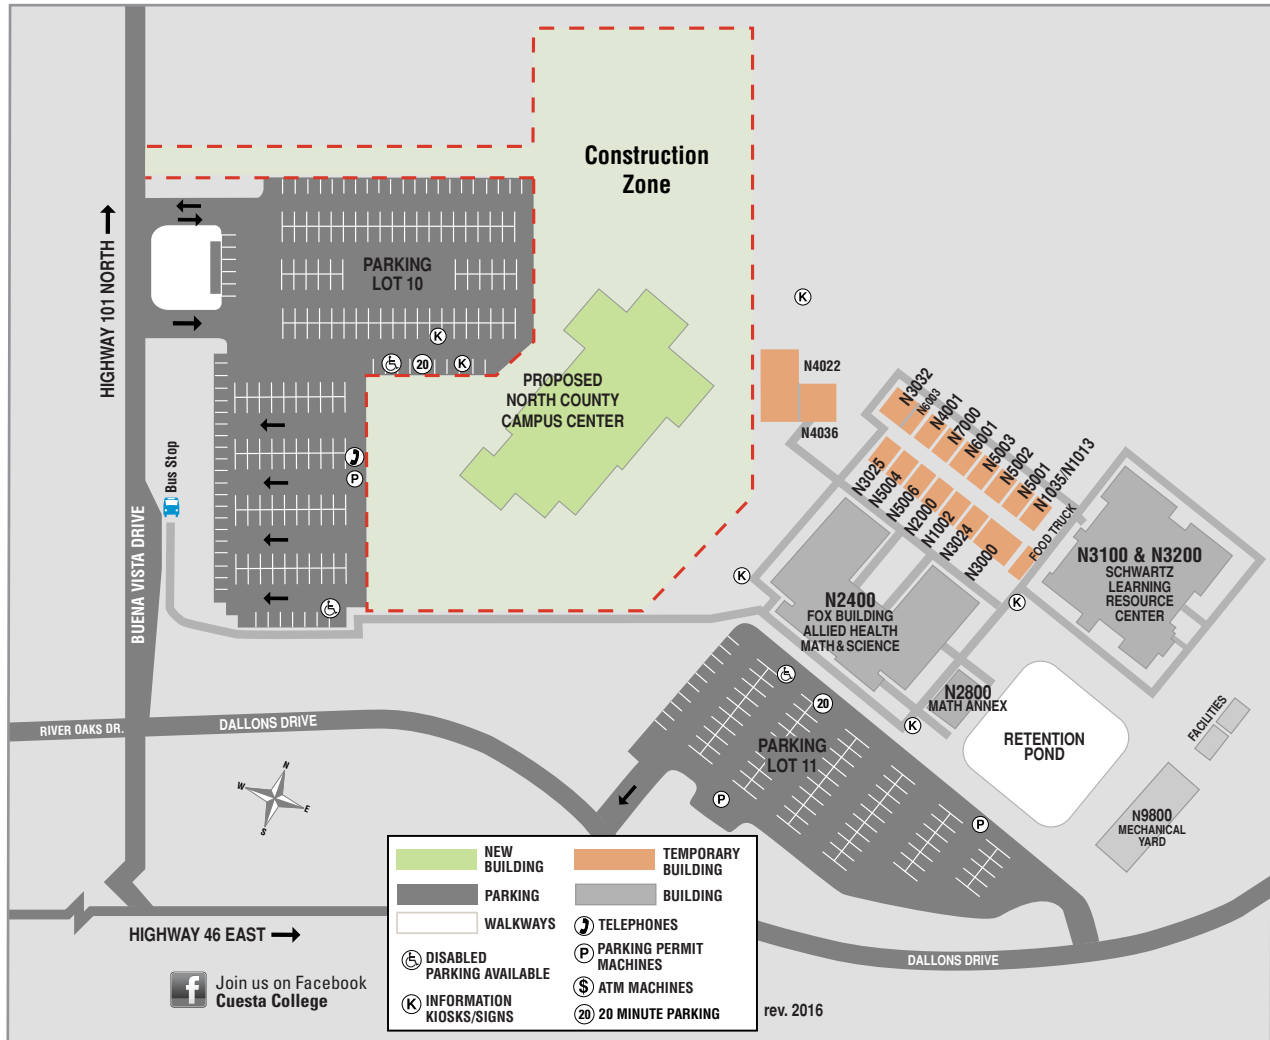 Construction
Zone
HIGHWAY 101 NORTH
PARKING
LOT 10
K
K
20
K
PROPOSED
NORTH COUNTY
CAMPUS CENTER
N4022
N4036
N3032
N6003
N4001
N7000
N6001
N5003
N5002
N5001
N1035/N1013
N3025
N5004
N5006
N2000
N1002
N3024
N3000
FOOD TRUCK
Bus Stop
P
BUENA VISTA DRIVE
K
K
N3100 & N3200
SCHWARTZ
LEARNING
RESOURCE
CENTER
N2400
FOX BUILDING
ALLIED HEALTH
MATH & SCIENCE
N2800
MATH ANNEX
K
20
PARKING
LOT 11
P
P
RETENTION
POND
FACILITIES
N9800
MECHANICAL
YARD
RIVER OAKS DR.
DALLONS DRIVE
N
W
E
S
HIGHWAY 46 EAST
DALLONS DRIVE
NEW
BUILDING
TEMPORARY
BUILDING
PARKING
BUILDING
WALKWAYS
TELEPHONES
DISABLED
PARKING AVAILABLE
P PARKING PERMIT
MACHINES
$ ATM MACHINES
K INFORMATION
KIOSKS/SIGNS
20 20 MINUTE PARKING
f Join us on Facebook
Cuesta College
rev. 2016